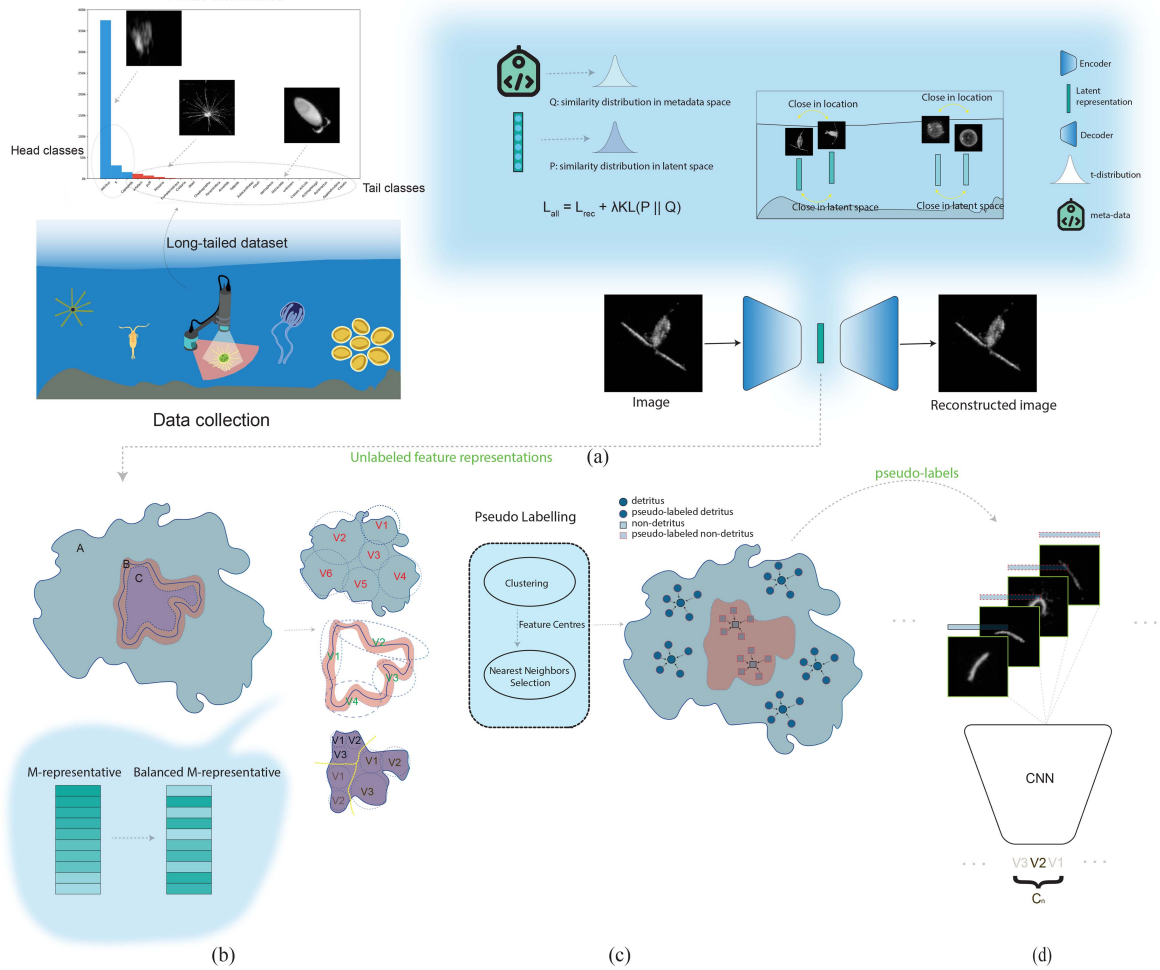 Head classes
Tail classes
Long-tailed dataset
Data collection
Q: similarity distribution in metadata space
P: similarity distribution in latent space
L_all = L_rec + λKL(P || Q)
Close in location
Close in location
Close in latent space
Close in latent space
Encoder
Latent
representation
Decoder
t-distribution
meta-data
Image
Reconstructed image
(a)
Unlabeled feature representations
A
B
C
V1
V2
V3
V6
V5
V4
V2
V1
V3
V4
V1 V2
V3
V1
V2
V1
V2
V3
M-representative
Balanced M-representative
(b)
Pseudo Labelling
Clustering
Feature Centres
Nearest Neighbors
Selection
detritus
pseudo-labeled detritus
non-detritus
pseudo-labeled non-detritus
(c)
pseudo-labels
CNN
V3 V2 V1
Cn
(d)